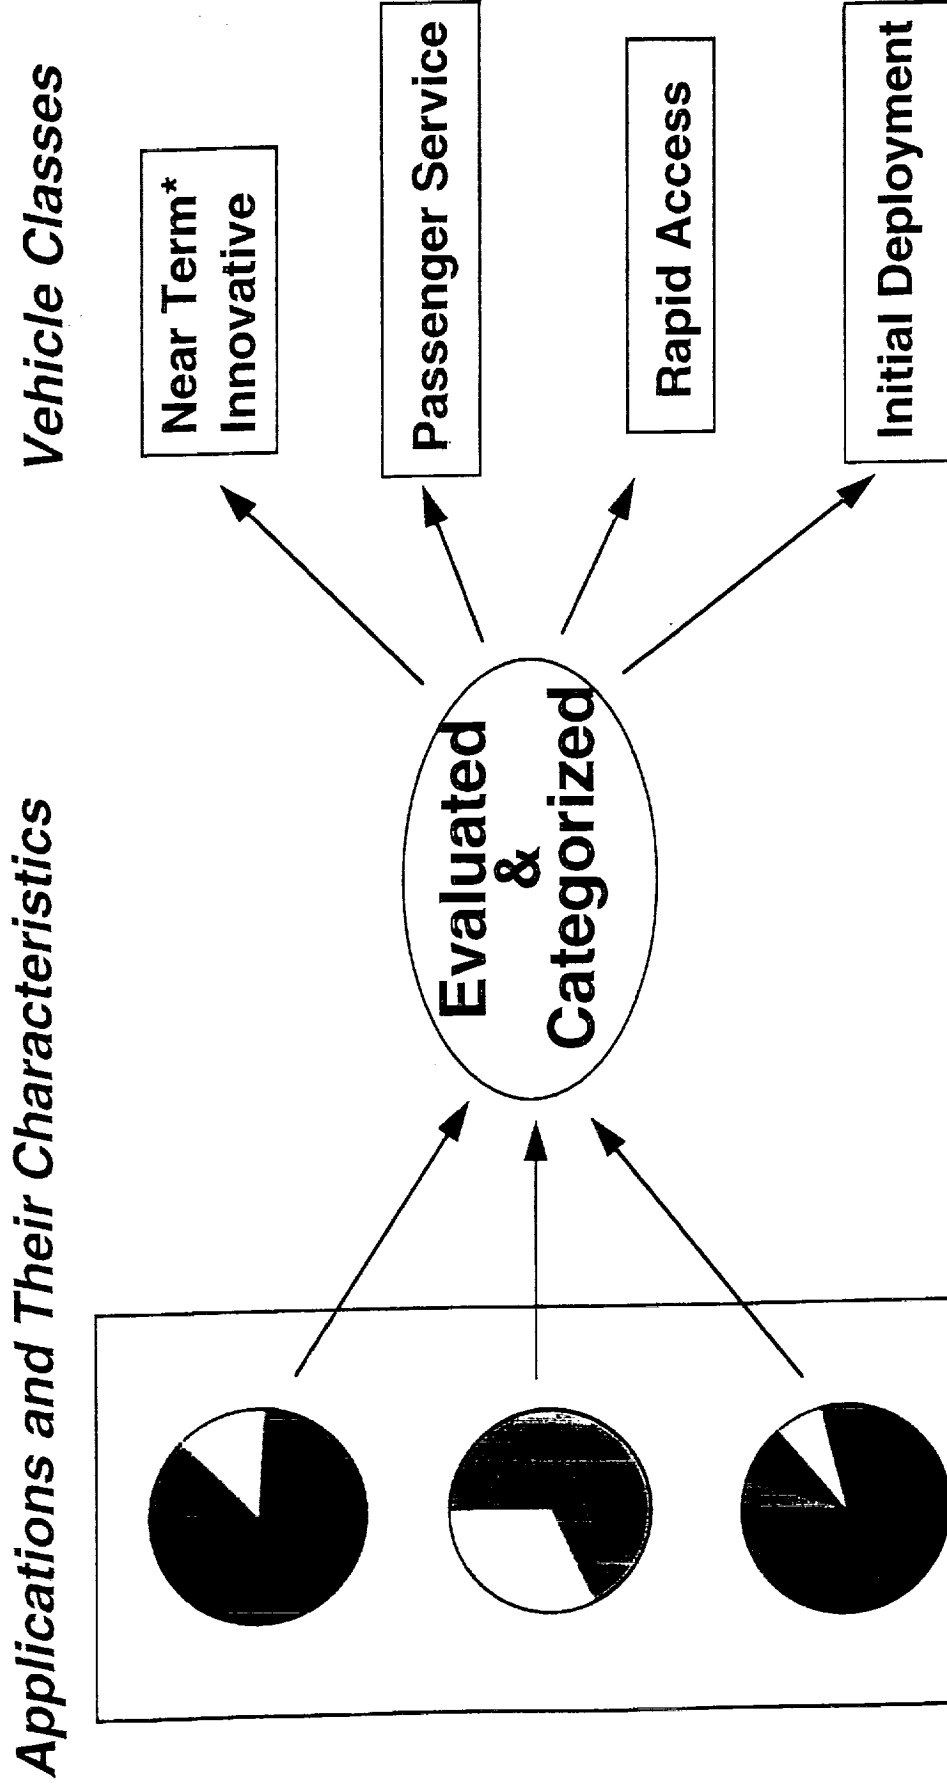 Applications and Their Characteristics
Vehicle Classes
Evaluated
&
Categorized
Near Term*
Innovative
Passenger Service
Rapid Access
Initial Deployment